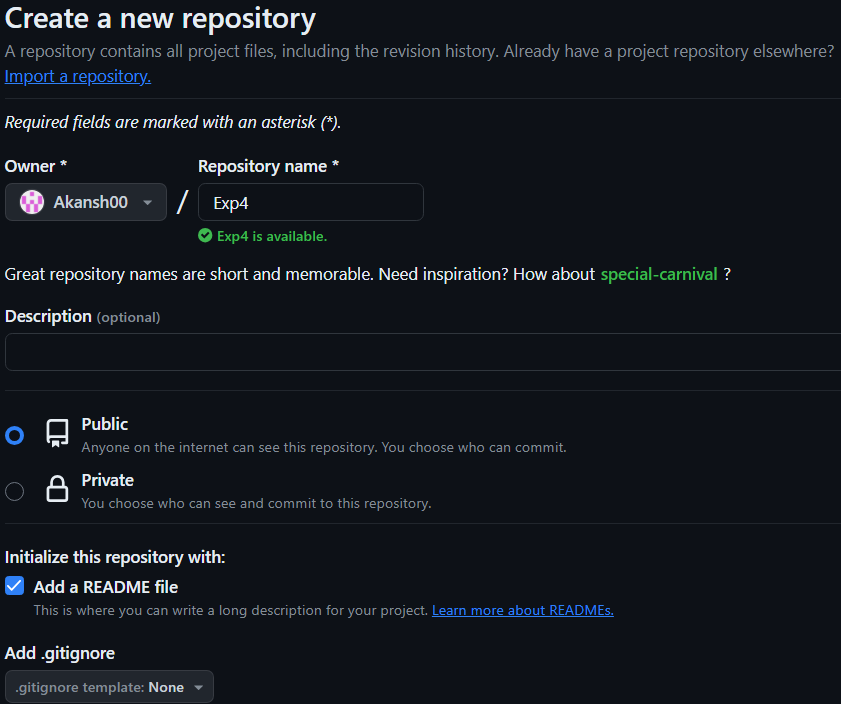 Create a new repository
A repository contains all project files, including the revision history. Already have a project repository elsewhere?
Import a repository.
Required fields are marked with an asterisk (*).
Owner * Repository name *
Akansh00 / Exp4
Exp4 is available.
Great repository names are short and memorable. Need inspiration? How about special-carnival ?
Description (optional)
Public
Anyone on the internet can see this repository. You choose who can commit.
Private
You choose who can see and commit to this repository.
Initialize this repository with:
Add a README file
This is where you can write a long description for your project. Learn more about READMEs.
Add .gitignore
.gitignore template: None